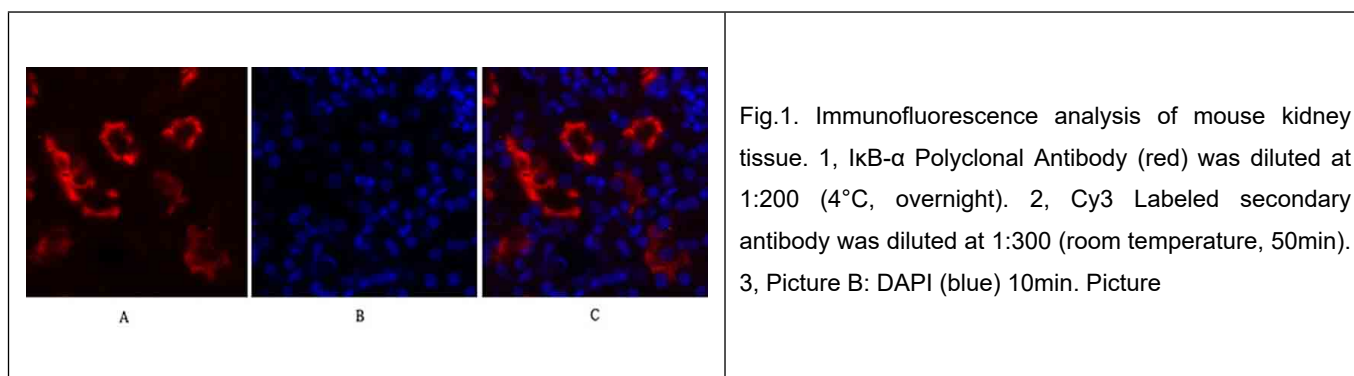 A
B
C
Fig.1. Immunofluorescence analysis of mouse kidney
tissue. 1, IκB-α Polyclonal Antibody (red) was diluted at
1:200 (4°C, overnight). 2, Cy3 Labeled secondary
antibody was diluted at 1:300 (room temperature, 50min).
3, Picture B: DAPI (blue) 10min. Picture